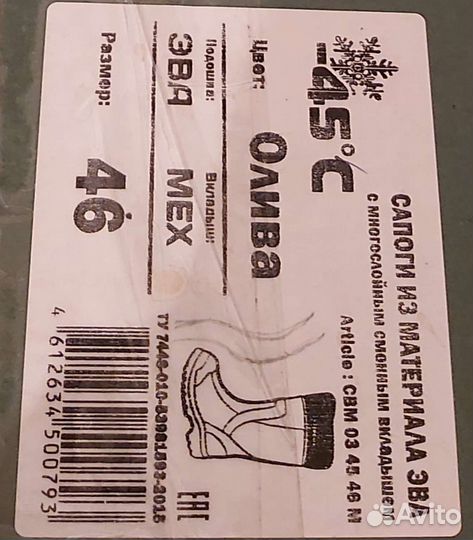 САПОГИ ИЗ МАТЕРИАЛА ЭВА
с многослойным сменным вкладышем
Article : СВМ 03 45 46 М
-45°C
Цвет:
Олива
Подошва:
ЭВА
Вкладыш:
МЕХ
Размер:
46
4 612634 500793
EAC
Avito